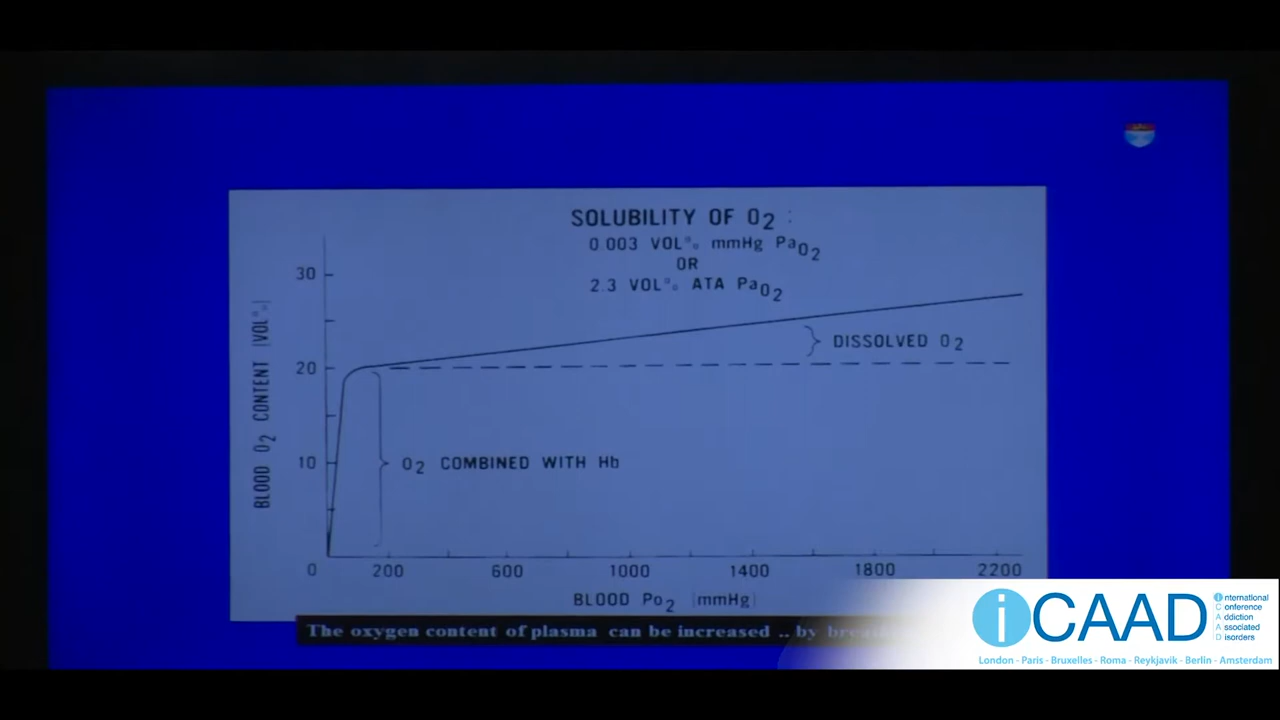 SOLUBILITY OF O2 :
0.003 VOL% mmHg PaO2
OR
2.3 VOL% ATA PaO2
30
20
10
0
BLOOD O2 CONTENT |VOL%|
DISSOLVED O2
O2 COMBINED WITH Hb
200 600 1000 1400 1800 2200
BLOOD PO2 |mmHg|
The oxygen content of plasma can be increased .. by
iCAAD
international
Conference
Addiction
Associated
Disorders
London - Paris - Bruxelles - Roma - Reykjavik - Berlin - Amsterdam